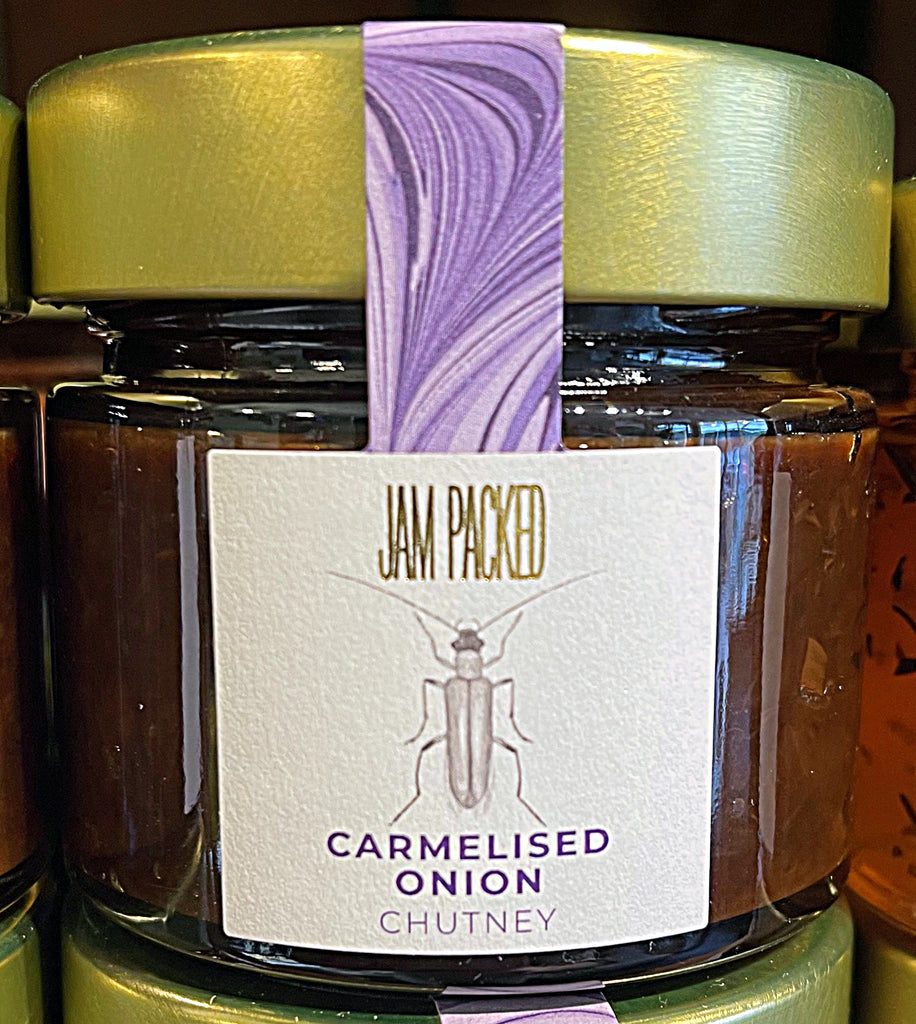 JAM PACKED
CARMELISED
ONION
CHUTNEY